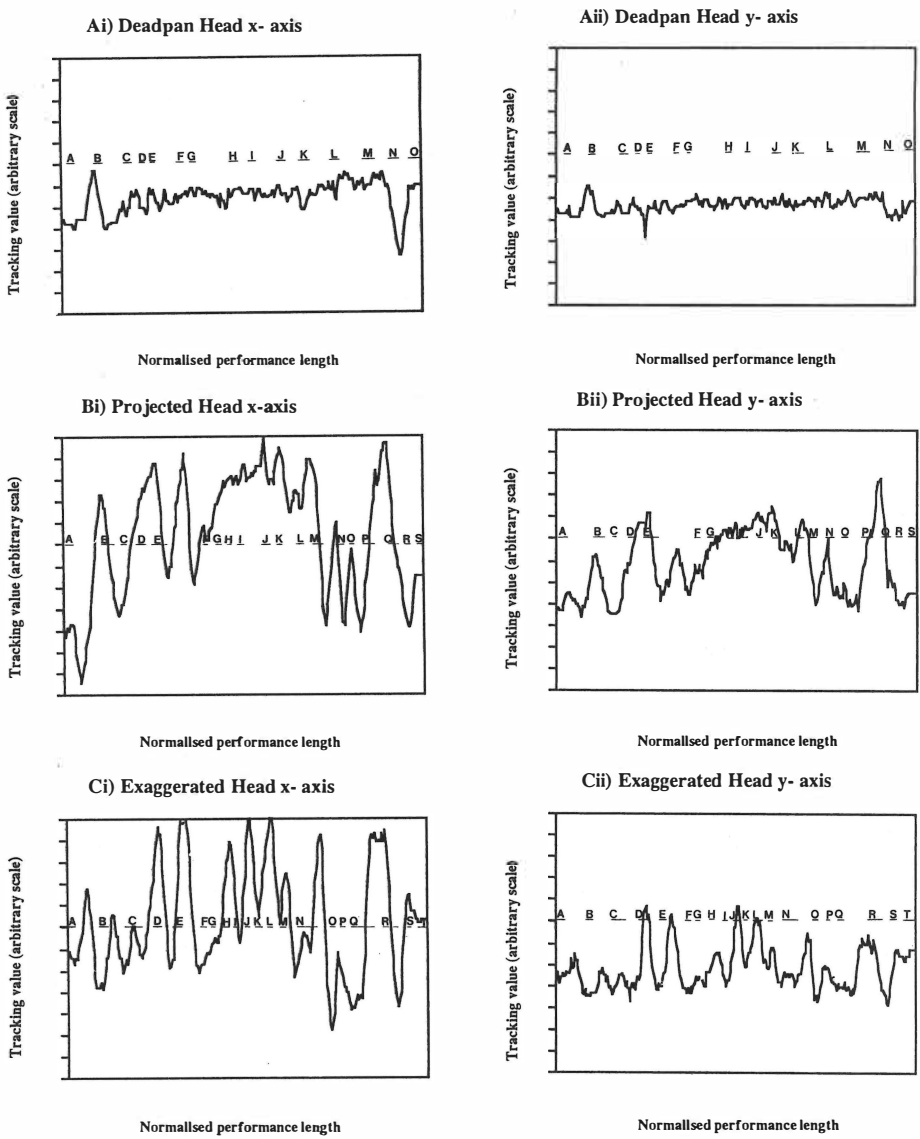 Ai) Deadpan Head x- axis
Tracking value (arbitrary scale)
A B C D E F G H I J K L M N O
Normalised performance length
Aii) Deadpan Head y- axis
Tracking value (arbitrary scale)
A B C D E F G H I J K L M N O
Normalised performance length
Bi) Projected Head x-axis
Tracking value (arbitrary scale)
A B C D E G H I J K L M N O P Q R S
Normalised performance length
Bii) Projected Head y- axis
Tracking value (arbitrary scale)
A B C D E F G H I J K L M N O P Q R S
Normalised performance length
Ci) Exaggerated Head x- axis
Tracking value (arbitrary scale)
A B C D E F G H I J K L M N O P Q R S T
Normalised performance length
Cii) Exaggerated Head y- axis
Tracking value (arbitrary scale)
A B C D E F G H I J K L M N O P Q R S T
Normalised performance length